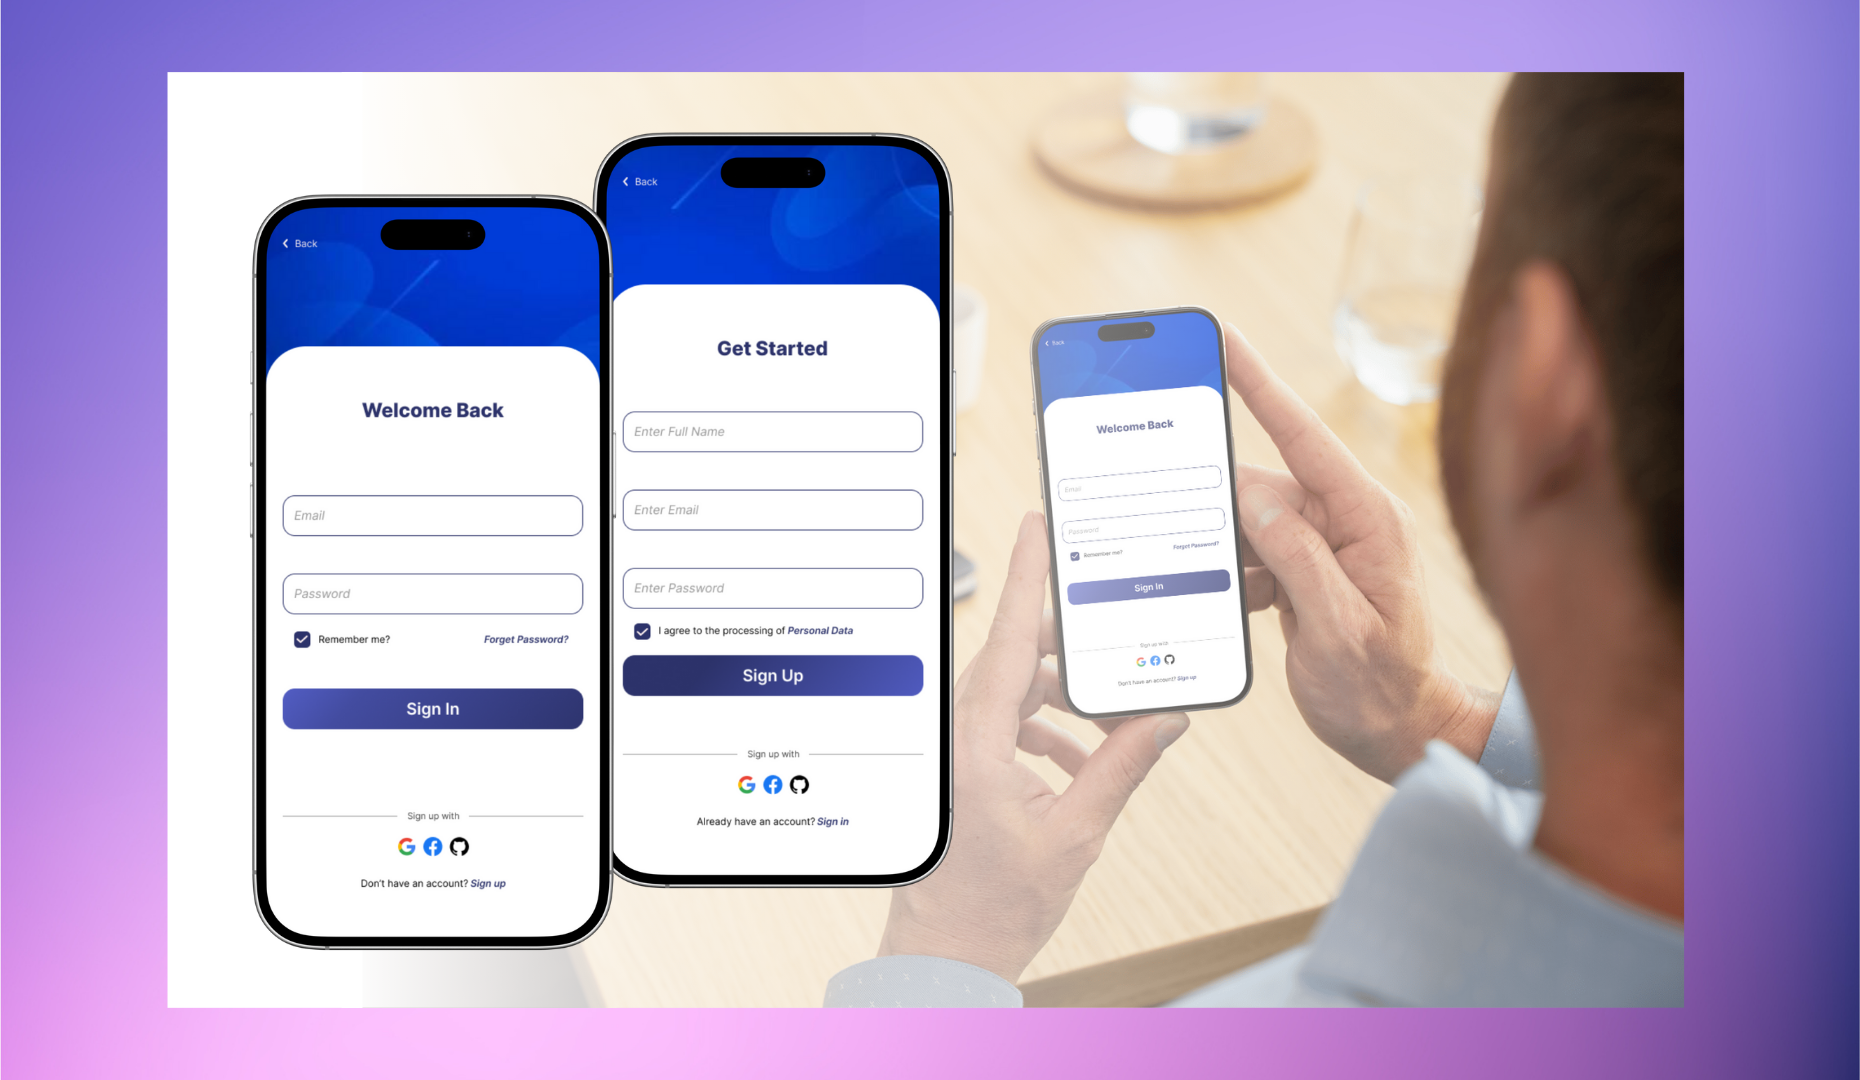 Back
Welcome Back
Email
Password
Remember me? Forget Password?
Sign In
Sign up with
Don't have an account? Sign up
Back
Get Started
Enter Full Name
Enter Email
Enter Password
I agree to the processing of Personal Data
Sign Up
Sign up with
Already have an account? Sign in
Back
Welcome Back
Email
Password
Remember me? Forget Password?
Sign In
Sign up with
Don't have an account? Sign up